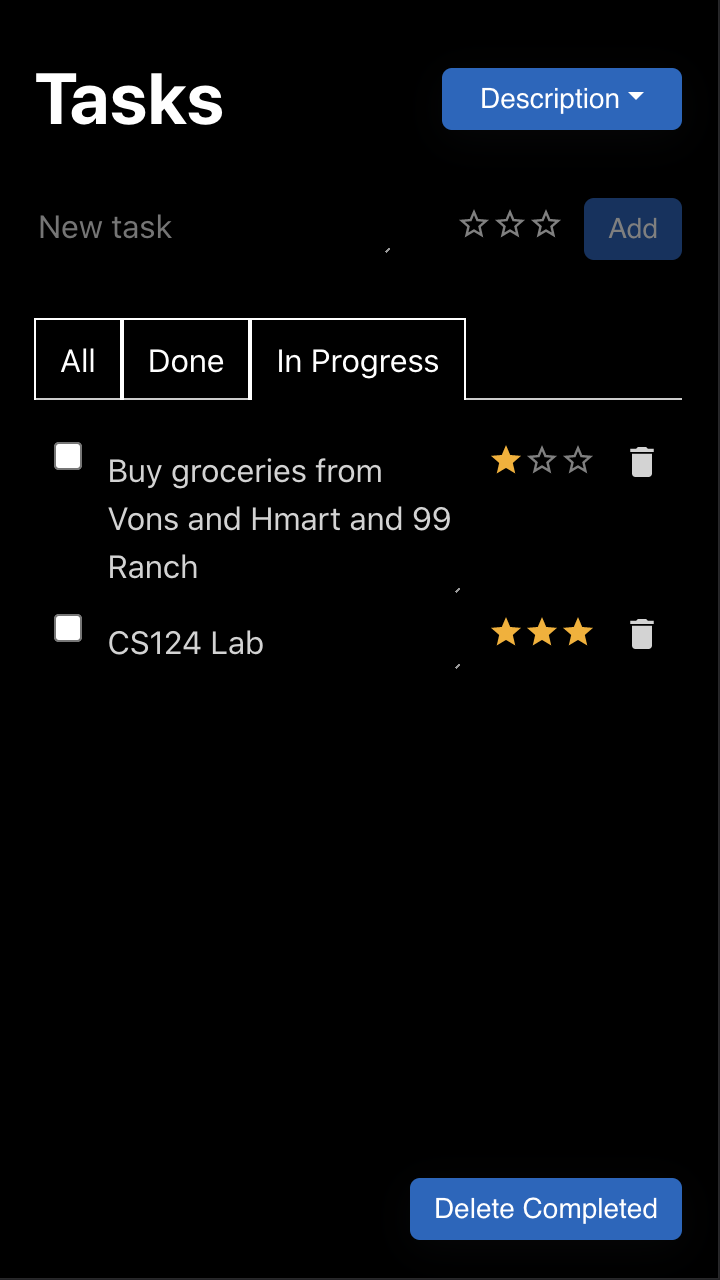 Tasks
Description
New task
Add
All
Done
In Progress
Buy groceries from
Vons and Hmart and 99
Ranch
CS124 Lab
Delete Completed